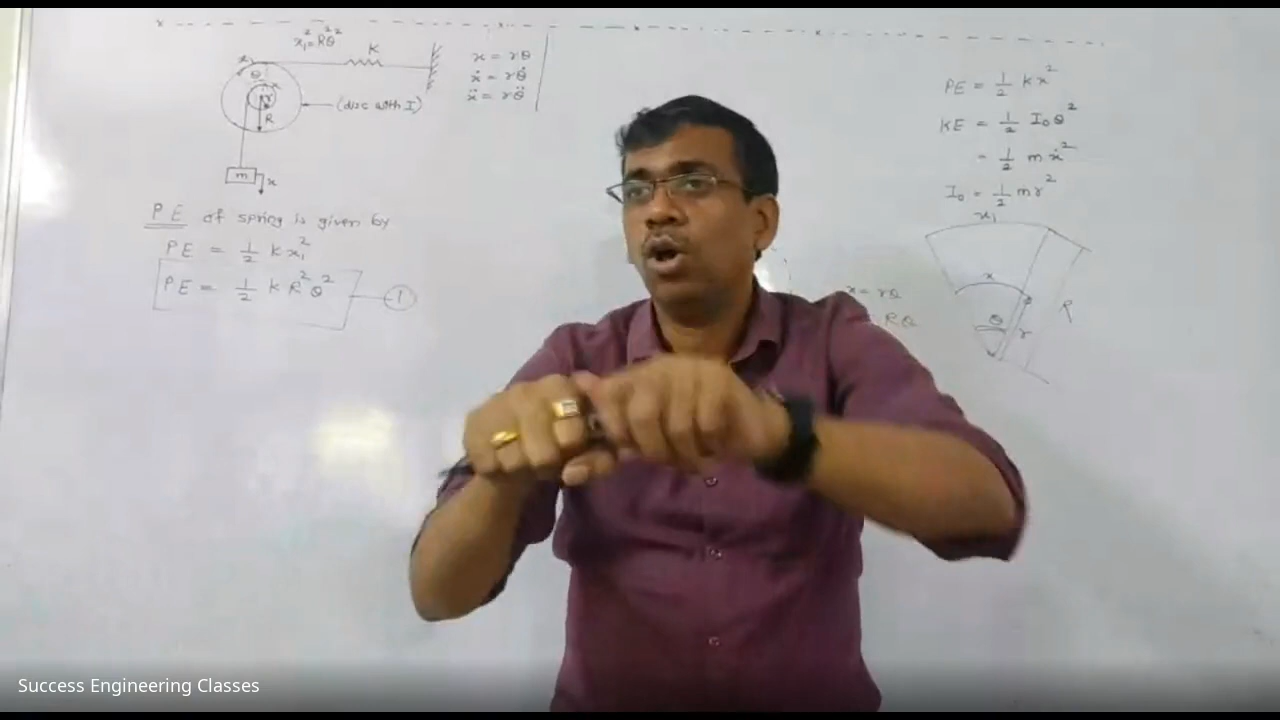 x₁² = R²θ²
x
K
θ
x
r
R
(disc with I)
m
x
x = rθ
ẋ = rθ̇
ẍ = rθ̈
PE of spring is given by
PE = 1/2 K x₁²
PE = 1/2 K R² θ² — 1
PE = 1/2 K x²
KE = 1/2 I₀ θ̇²
= 1/2 m ẋ²
I₀ = 1/2 m r²
x₁
x
θ
r
R
x = rθ
Rθ
Success Engineering Classes